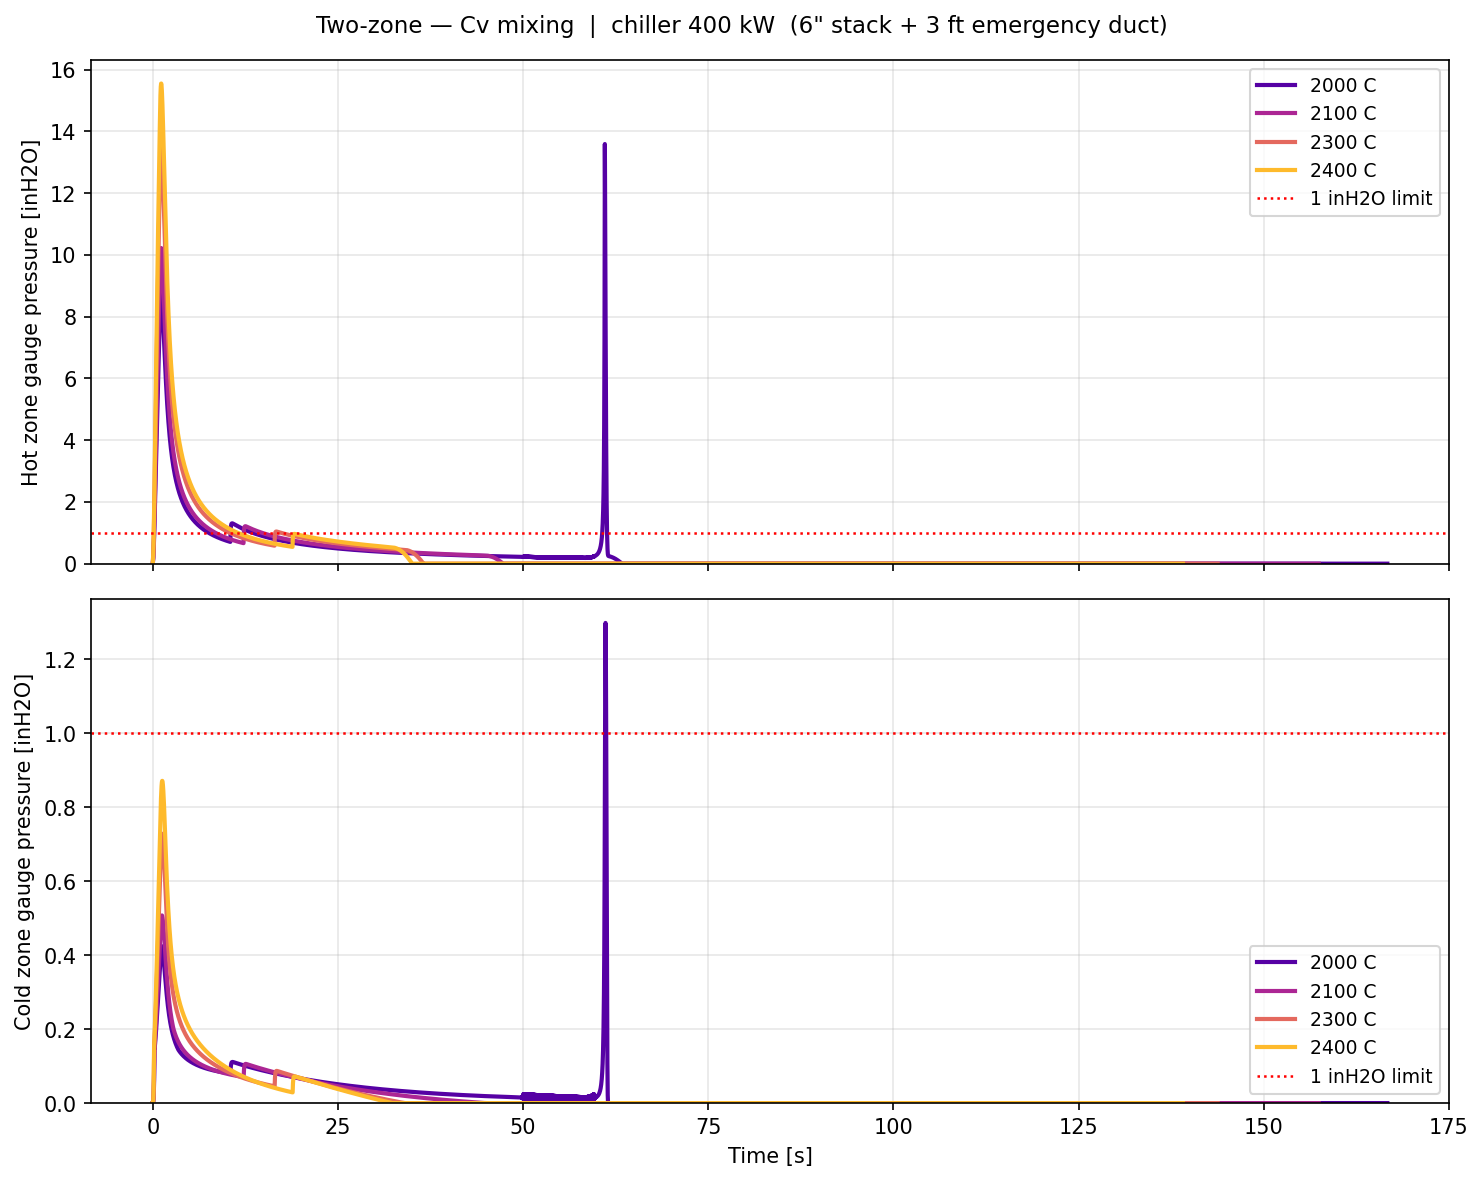 Two-zone — Cv mixing | chiller 400 kW (6" stack + 3 ft emergency duct)
Hot zone gauge pressure [inH2O]
16
14
12
10
8
6
4
2
0
2000 C
2100 C
2300 C
2400 C
1 inH2O limit
Cold zone gauge pressure [inH2O]
1.2
1.0
0.8
0.6
0.4
0.2
0.0
2000 C
2100 C
2300 C
2400 C
1 inH2O limit
0 25 50 75 100 125 150 175
Time [s]